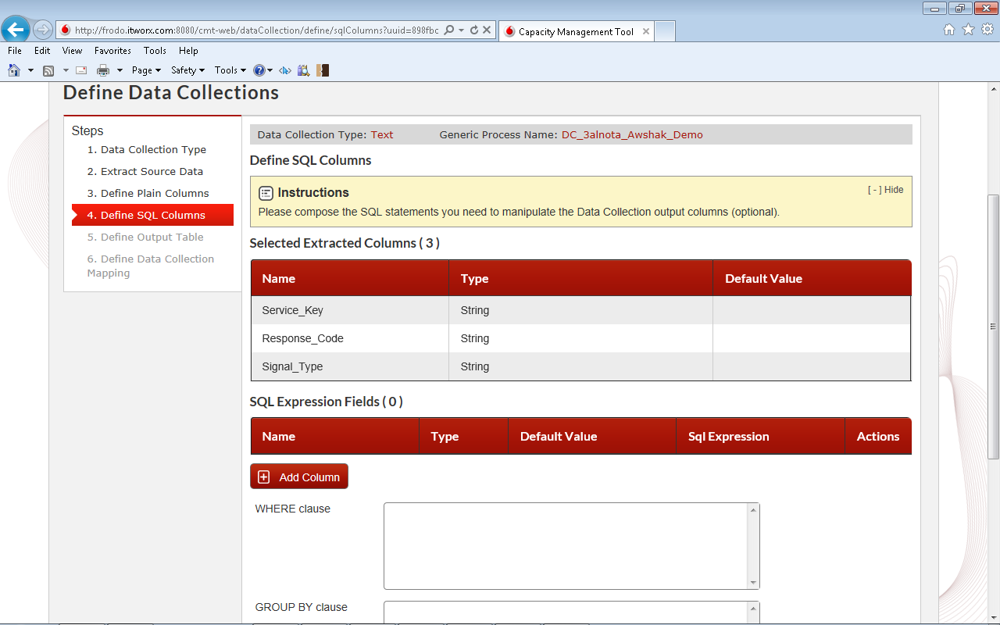 http://frodo.itworx.com:8080/cmt-web/dataCollection/define/sqlColumns?uuid=898fbc
Capacity Management Tool
File Edit View Favorites Tools Help
Page Safety Tools
Define Data Collections
Steps
1. Data Collection Type
2. Extract Source Data
3. Define Plain Columns
4. Define SQL Columns
5. Define Output Table
6. Define Data Collection
Mapping
Data Collection Type: Text Generic Process Name: DC_3alnota_Awshak_Demo
Define SQL Columns
Instructions [ - ] Hide
Please compose the SQL statements you need to manipulate the Data Collection output columns (optional).
Selected Extracted Columns ( 3 )
Name Type Default Value
Service_Key String
Response_Code String
Signal_Type String
SQL Expression Fields ( 0 )
Name Type Default Value Sql Expression Actions
Add Column
WHERE clause
GROUP BY clause